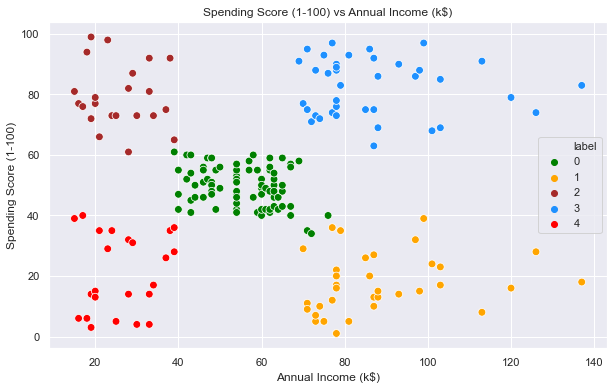 Spending Score (1-100) vs Annual Income (k$)
Spending Score (1-100)
100
80
60
40
20
0
label
0
1
2
3
4
20 40 60 80 100 120 140
Annual Income (k$)